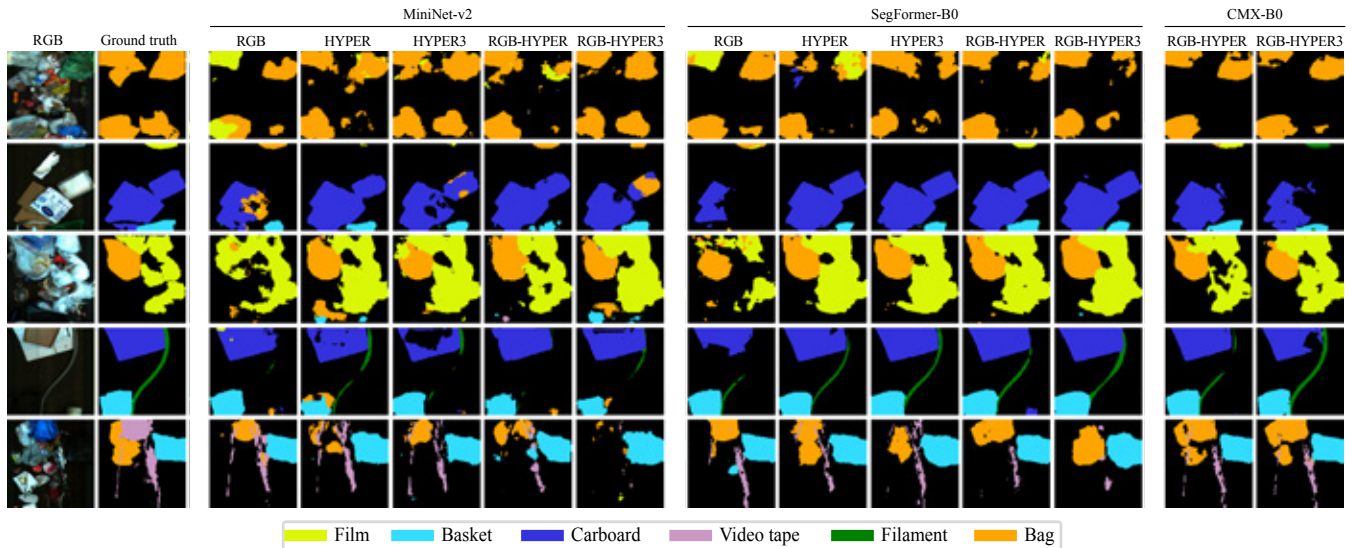 MiniNet-v2 SegFormer-B0 CMX-B0
RGB Ground truth RGB HYPER HYPER3 RGB-HYPER RGB-HYPER3 RGB HYPER HYPER3 RGB-HYPER RGB-HYPER3 RGB-HYPER RGB-HYPER3
Film Basket Carboard Video tape Filament Bag